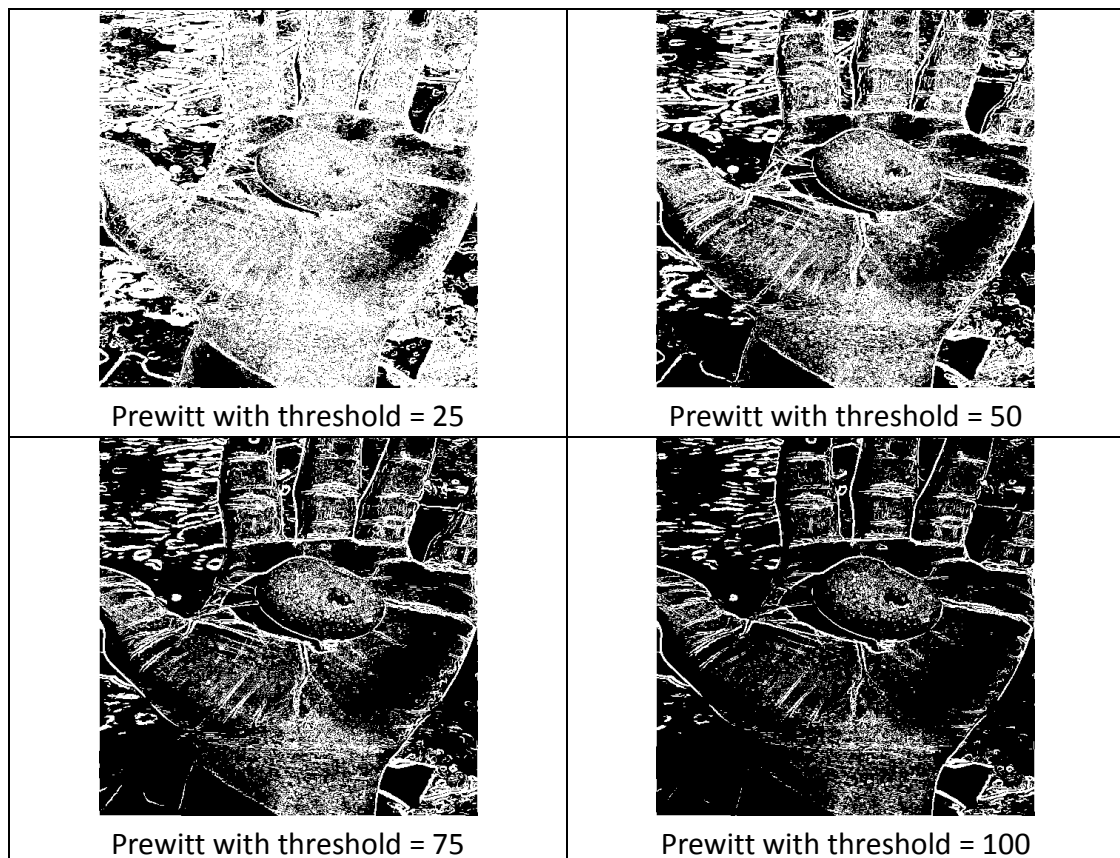 Prewitt with threshold = 25
Prewitt with threshold = 50
Prewitt with threshold = 75
Prewitt with threshold = 100